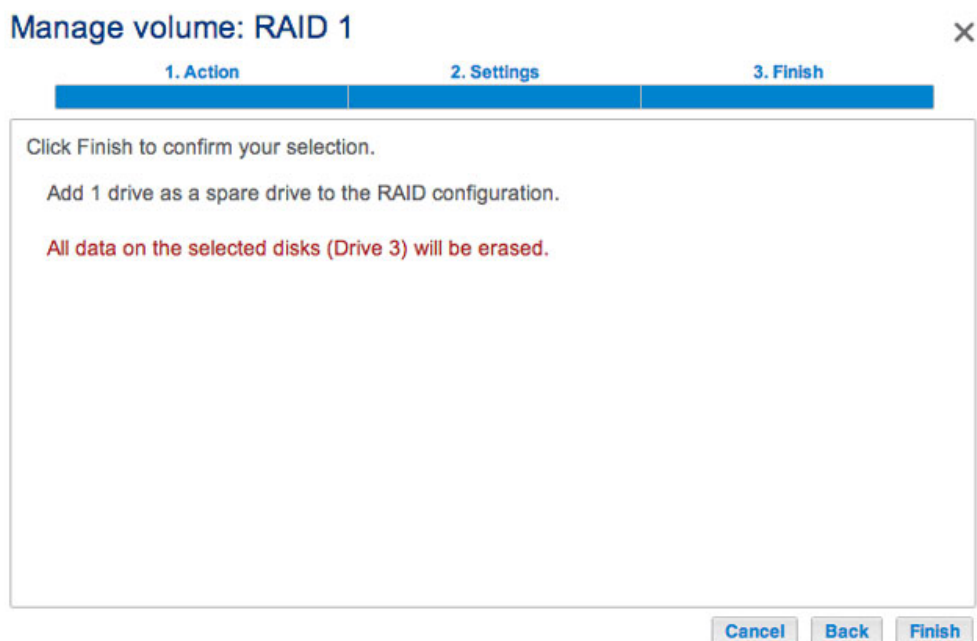 Manage volume: RAID 1
1. Action 2. Settings 3. Finish
Click Finish to confirm your selection.
Add 1 drive as a spare drive to the RAID configuration.
All data on the selected disks (Drive 3) will be erased.
Cancel Back Finish